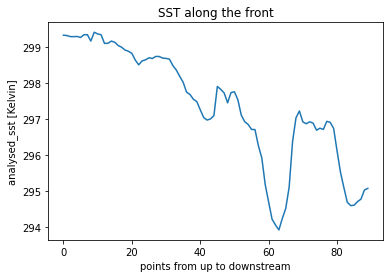 SST along the front
analysed_sst [Kelvin]
299
298
297
296
295
294
0 20 40 60 80
points from up to downstream